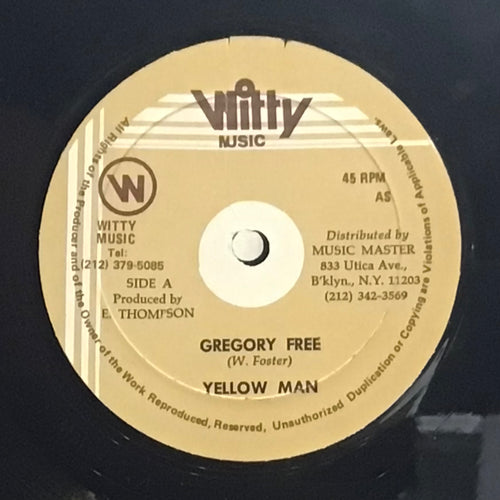 Witty
MUSIC
W
WITTY
MUSIC
Tel:
(212) 379-5085
SIDE A
Produced by
E. THOMPSON
45 RPM
AS
Distributed by
MUSIC MASTER
833 Utica Ave.,
B'klyn., N.Y. 11203
(212) 342-3569
GREGORY FREE
(W. Foster)
YELLOW MAN
All Rights of the Producer and of the Owner of the Work Reproduced, Reserved, Unauthorized Duplication or Copying are Violations of Applicable Laws.